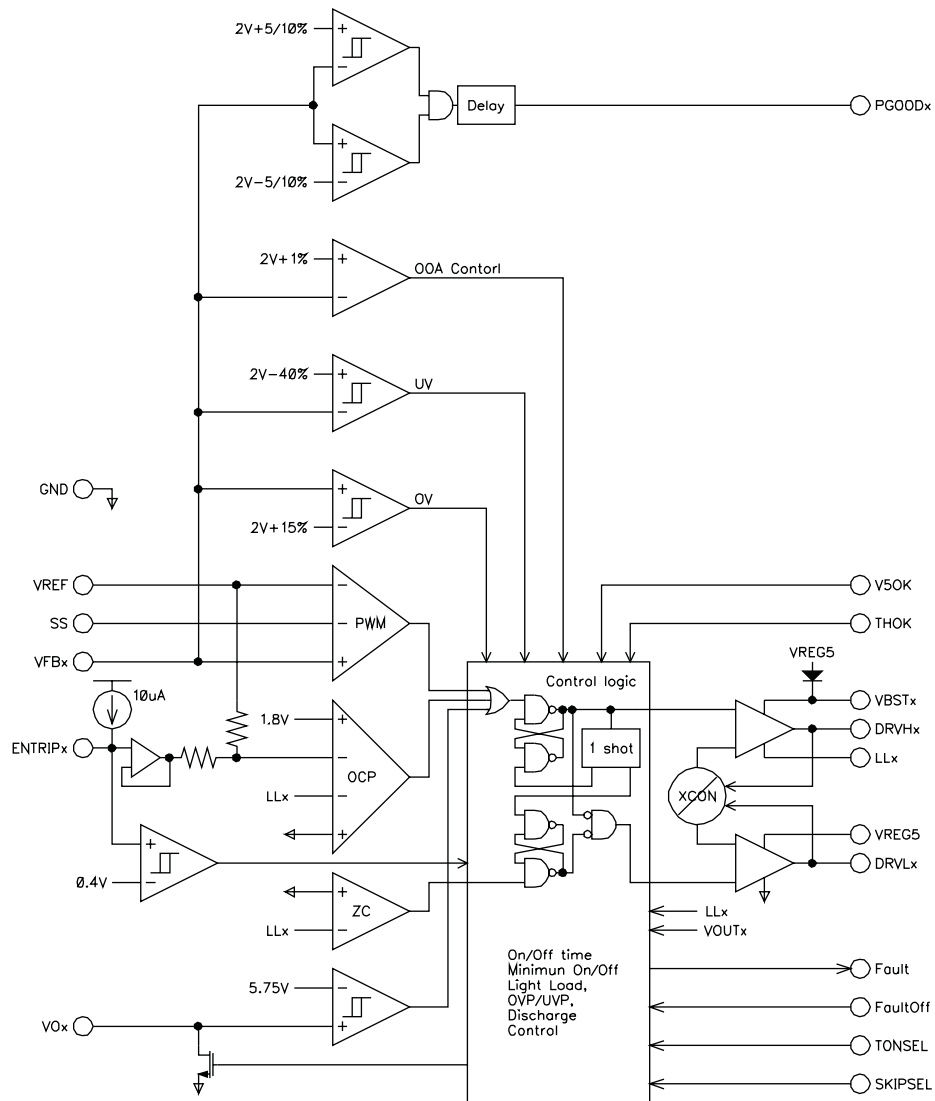 2V+5/10%
2V-5/10%
Delay
PGOODx
2V+1%
OOA Contorl
2V-40%
UV
GND
OV
2V+15%
VREF
SS
VFBx
PWM
V5OK
THOK
10uA
Control logic
VREG5
1.8V
VBSTx
DRVHx
ENTRIPx
1 shot
LLx
OCP
LLx
XCON
VREG5
0.4V
DRVLx
ZC
LLx
LLx
VOUTx
On/Off time
Minimun On/Off
Light Load,
OVP/UVP,
Discharge
Control
5.75V
Fault
FaultOff
VOx
TONSEL
SKIPSEL
+
-
+
-
+
-
+
-
+
-
-
-
+
+
-
-
+
+
-
+
-
-
+